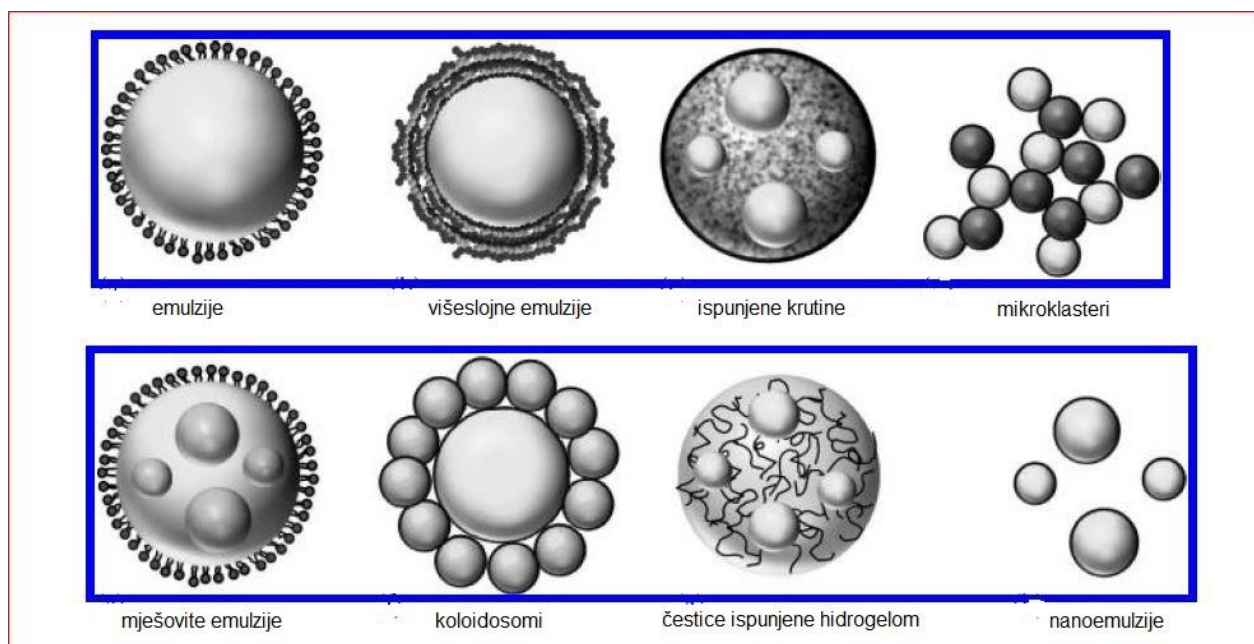 emulzije
višeslojne emulzije
ispunjene krutine
mikroklasteri
mješovite emulzije
koloidosomi
čestice ispunjene hidrogelom
nanoemulzije